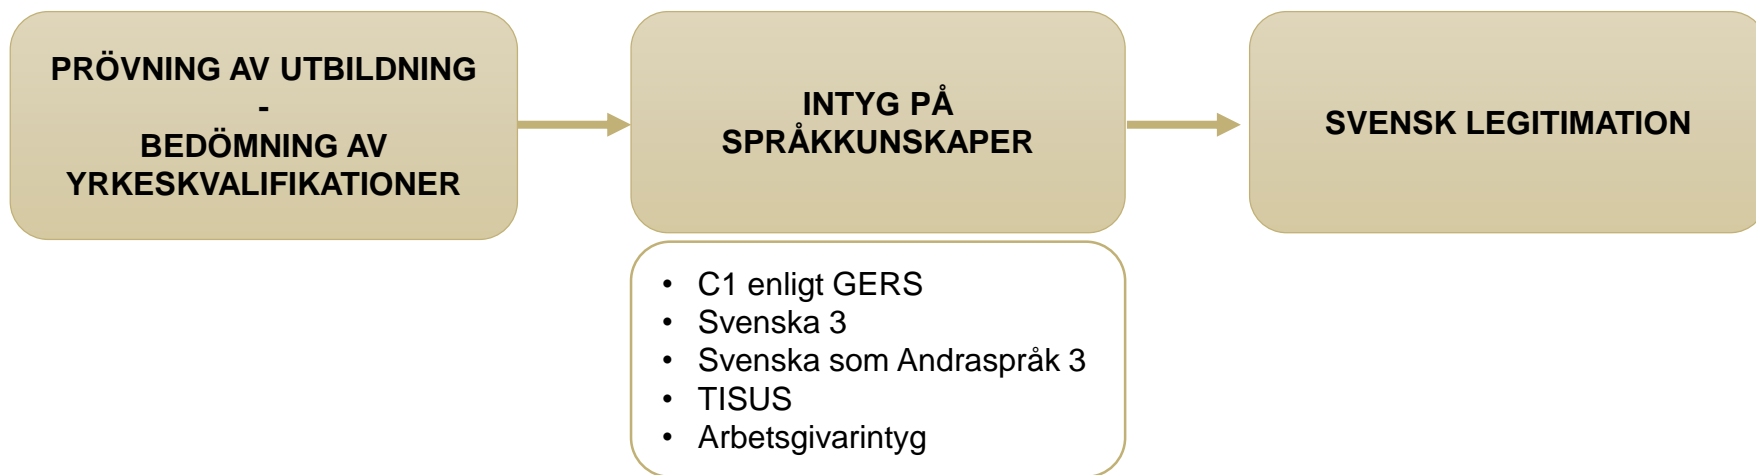 PRÖVNING AV UTBILDNING
-
BEDÖMNING AV
YRKESKVALIFIKATIONER
INTYG PÅ
SPRÅKKUNSKAPER
SVENSK LEGITIMATION
• C1 enligt GERS
• Svenska 3
• Svenska som Andraspråk 3
• TISUS
• Arbetsgivarintyg